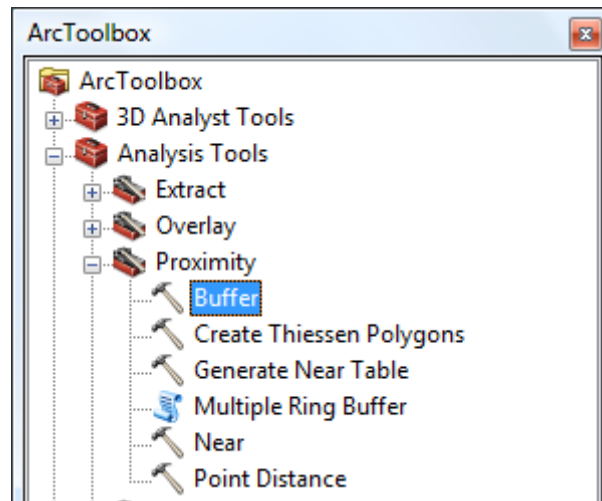 ArcToolbox
ArcToolbox
3D Analyst Tools
Analysis Tools
Extract
Overlay
Proximity
Buffer
Create Thiessen Polygons
Generate Near Table
Multiple Ring Buffer
Near
Point Distance